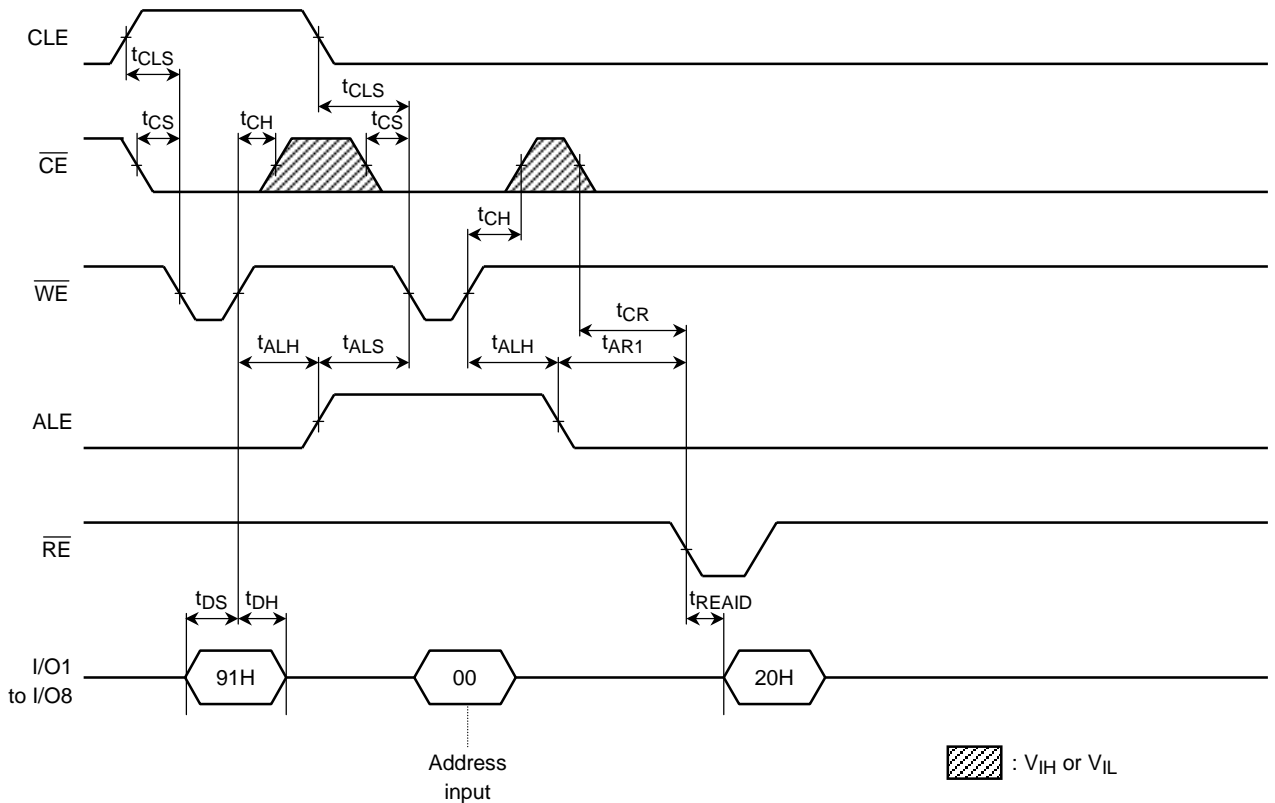 CLE
tCLS
tCLS
tCS
tCH
tCS
CE
tCH
WE
tCR
tALH
tALS
tALH
tAR1
ALE
RE
tDS
tDH
tREAID
I/O1
to I/O8
91H
00
20H
Address
input
: VIH or VIL